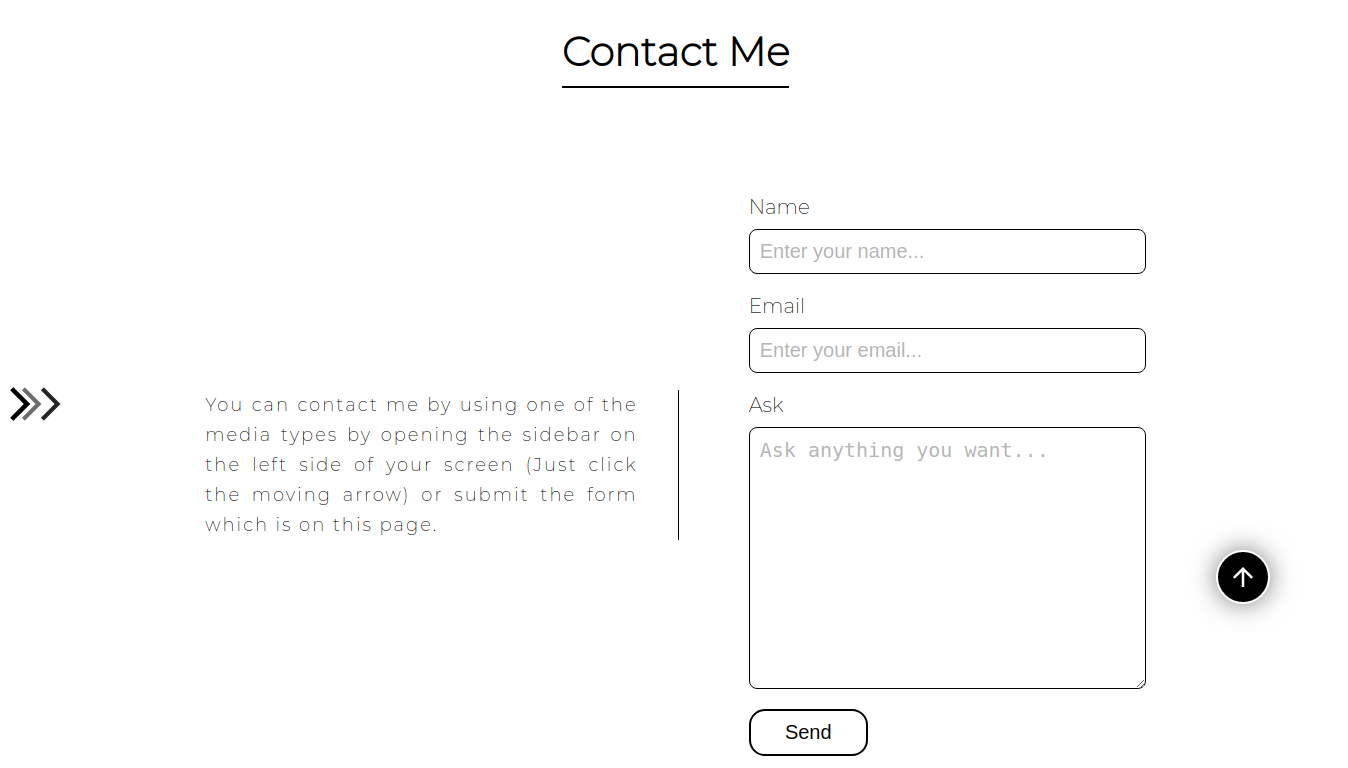 Contact Me
You can contact me by using one of the
media types by opening the sidebar on
the left side of your screen (Just click
the moving arrow) or submit the form
which is on this page.
Name
Enter your name...
Email
Enter your email...
Ask
Ask anything you want...
Send